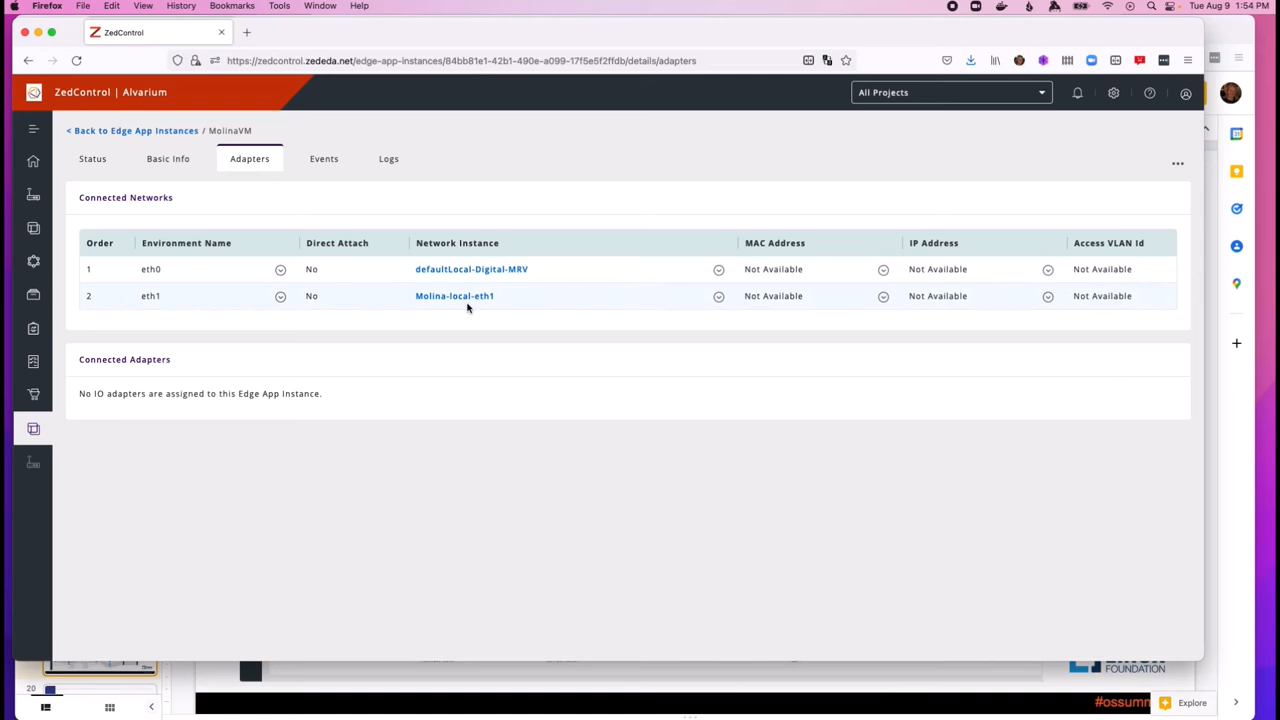 Firefox File Edit View History Bookmarks Tools Window Help Tue Aug 9 1:54 PM
ZedControl
https://zedcontrol.zededa.net/edge-app-instances/84bb81e1-42b1-490e-a099-17f5e5f2ffdb/details/adapters
ZedControl | Alvarium All Projects
< Back to Edge App Instances / MolinaVM
Status Basic Info Adapters Events Logs
Connected Networks
Order Environment Name Direct Attach Network Instance MAC Address IP Address Access VLAN Id
1 eth0 No defaultLocal-Digital-MRV Not Available Not Available Not Available
2 eth1 No Molina-local-eth1 Not Available Not Available Not Available
Connected Adapters
No IO adapters are assigned to this Edge App Instance.
FOUNDATION
20
#ossumm
Explore